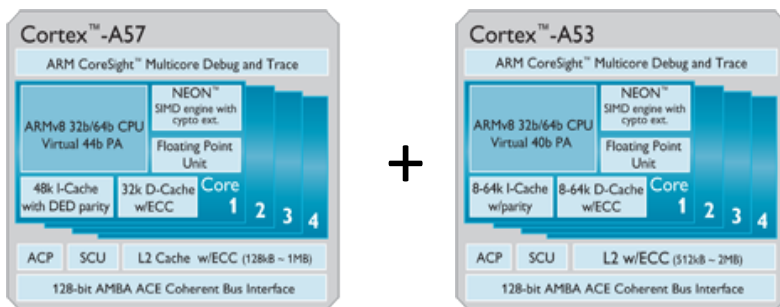 Cortex™-A57
ARM CoreSight™ Multicore Debug and Trace
ARMv8 32b/64b CPU
Virtual 44b PA
NEON™
SIMD engine with
cypto ext.
Floating Point
Unit
48k I-Cache
with DED parity
32k D-Cache
w/ECC
Core
1
2
3
4
ACP
SCU
L2 Cache w/ECC (128kB ~ 1MB)
128-bit AMBA ACE Coherent Bus Interface
+
Cortex™-A53
ARM CoreSight™ Multicore Debug and Trace
ARMv8 32b/64b CPU
Virtual 40b PA
NEON™
SIMD engine with
cypto ext.
Floating Point
Unit
8-64k I-Cache
w/parity
8-64k D-Cache
w/ECC
Core
1
2
3
4
ACP
SCU
L2 w/ECC (512kB ~ 2MB)
128-bit AMBA ACE Coherent Bus Interface